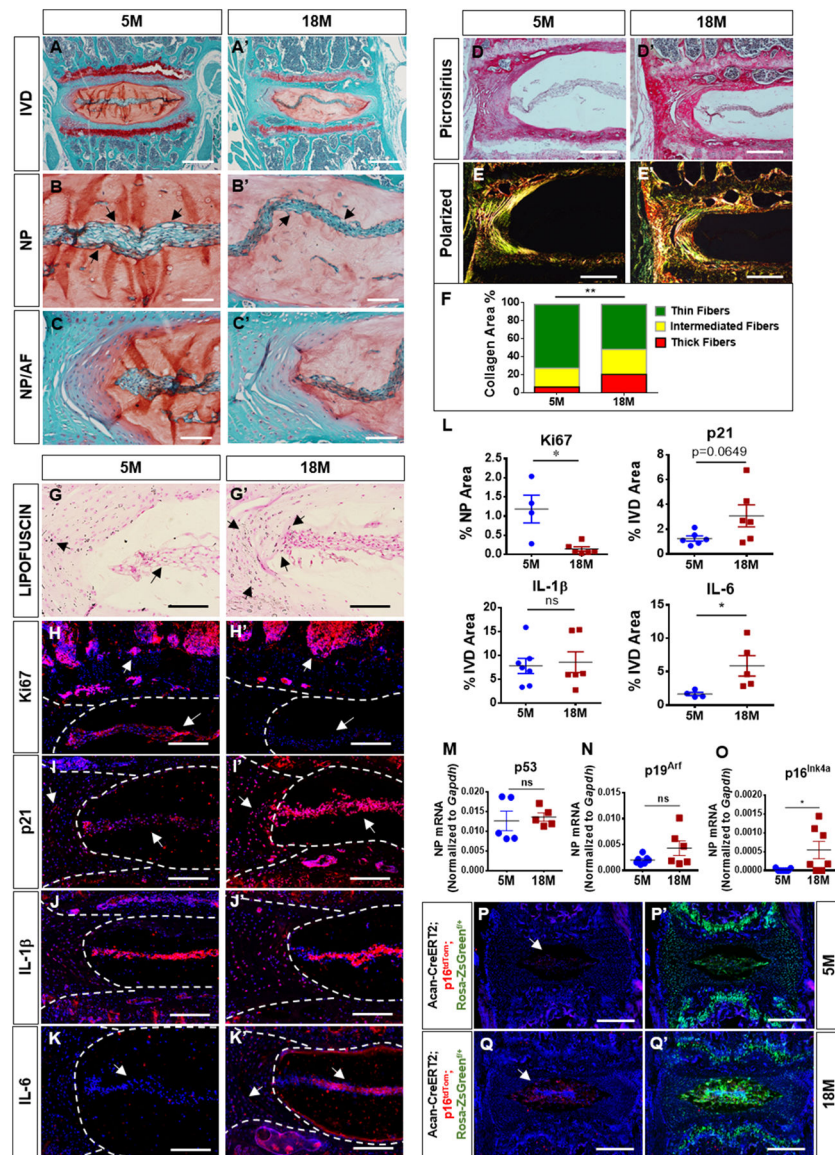 5M
18M
A
A'
IVD
B
B'
NP
C
C'
NP/AF
5M
18M
D
D'
Picrosirius
E
E'
Polarized
F
**
Collagen Area %
100
80
60
40
20
0
5M
18M
Thin Fibers
Intermediated Fibers
Thick Fibers
5M
18M
G
G'
LIPOFUSCIN
H
H'
Ki67
I
I'
p21
J
J'
IL-1β
K
K'
IL-6
L
Ki67
*
% NP Area
2.5
2.0
1.5
1.0
0.5
0.0
5M
18M
p21
p=0.0649
% IVD Area
8
6
4
2
0
5M
18M
IL-1β
ns
% IVD Area
20
15
10
5
0
5M
18M
IL-6
*
% IVD Area
15
10
5
0
5M
18M
M
p53
ns
NP mRNA
(Normalized to Gapdh)
0.020
0.015
0.010
0.005
0.000
5M
18M
N
p19Arf
ns
NP mRNA
(Normalized to Gapdh)
0.015
0.010
0.005
0.000
5M
18M
O
p16Ink4a
*
NP mRNA
(Normalized to Gapdh)
0.0020
0.0015
0.0010
0.0005
0.0000
5M
18M
Acan-CreERT2;
p16tdTom;
Rosa-ZsGreenf/+
P
P'
5M
Acan-CreERT2;
p16tdTom;
Rosa-ZsGreenf/+
Q
Q'
18M